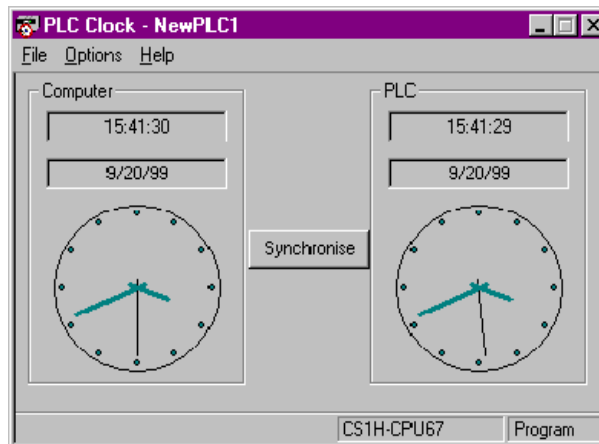 PLC Clock - NewPLC1
File Options Help
Computer
15:41:30
9/20/99
Synchronise
PLC
15:41:29
9/20/99
CS1H-CPU67
Program